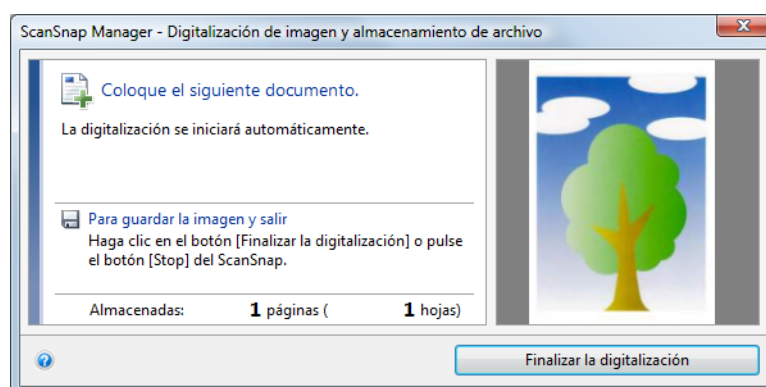 ScanSnap Manager - Digitalización de imagen y almacenamiento de archivo
Coloque el siguiente documento.
La digitalización se iniciará automáticamente.
Para guardar la imagen y salir
Haga clic en el botón [Finalizar la digitalización] o pulse
el botón [Stop] del ScanSnap.
Almacenadas: 1 páginas ( 1 hojas)
Finalizar la digitalización